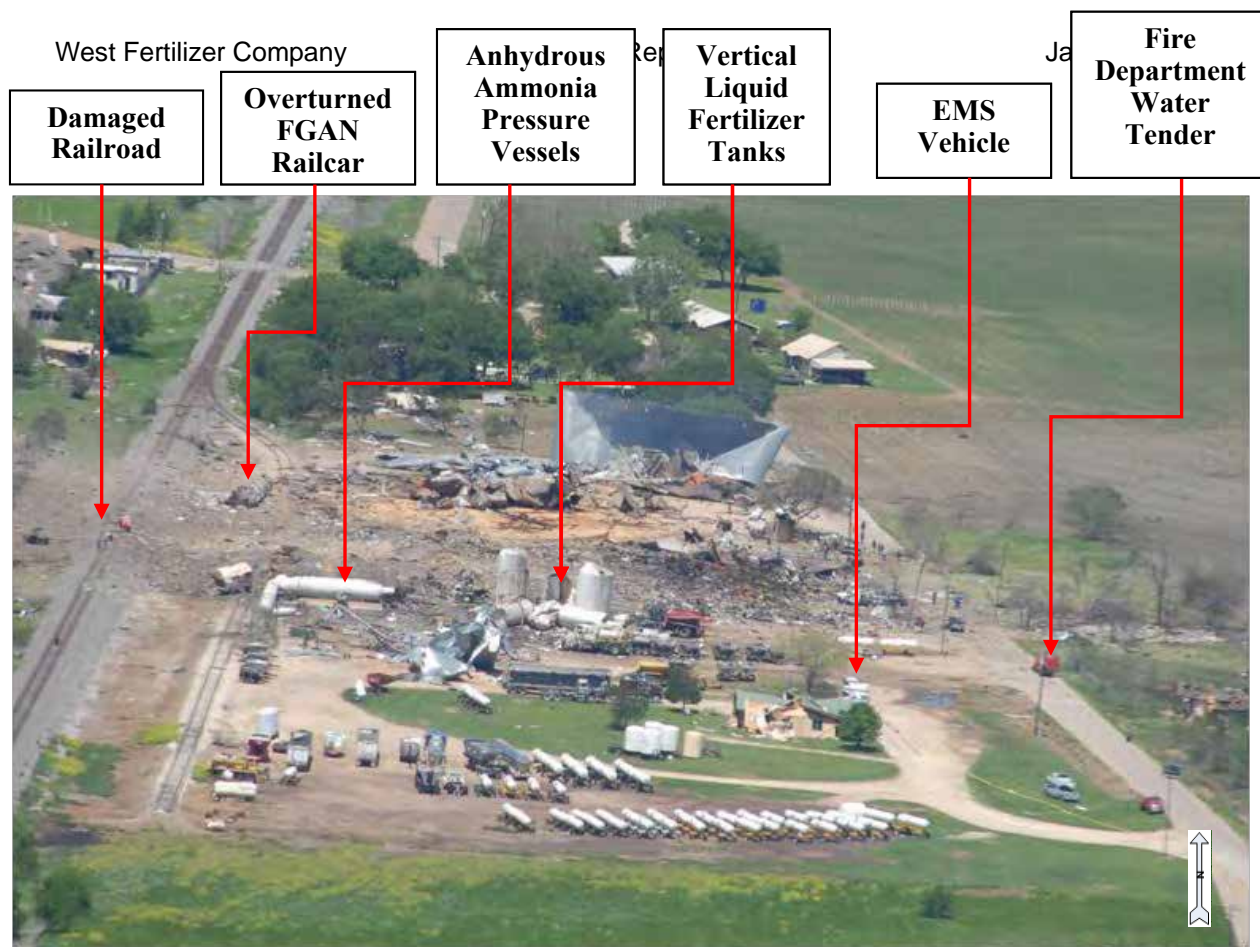 West Fertilizer Company
Damaged
Railroad
Overturned
FGAN
Railcar
Anhydrous
Ammonia
Pressure
Vessels
Vertical
Liquid
Fertilizer
Tanks
EMS
Vehicle
Fire
Department
Water
Tender
N